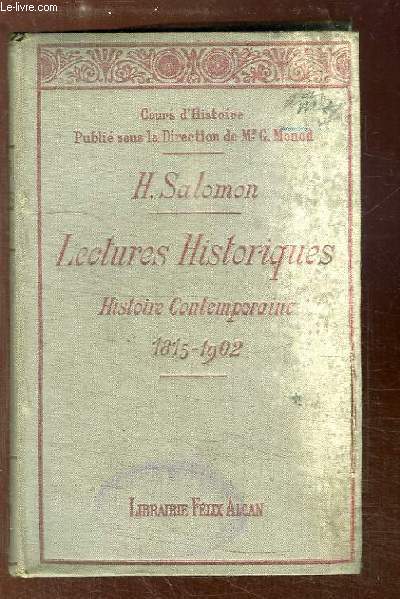 Le-livre.com
Cours d'Histoire
Publié sous la Direction de Mr G. Monod
H. Salomon
Lectures Historiques
Histoire Contemporaine
1815-1902
LIBRAIRIE FÉLIX ALCAN